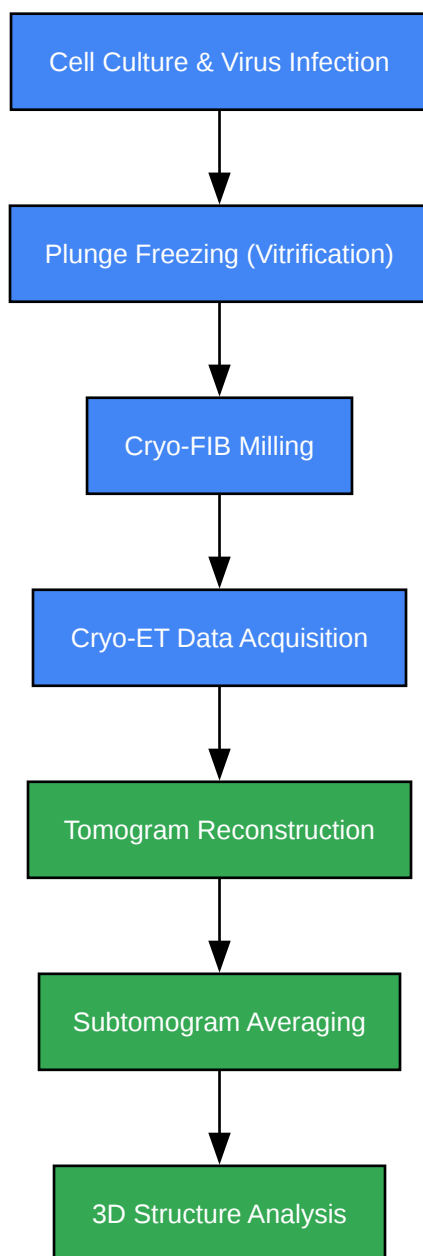 Cell Culture & Virus Infection
Plunge Freezing (Vitrification)
Cryo-FIB Milling
Cryo-ET Data Acquisition
Tomogram Reconstruction
Subtomogram Averaging
3D Structure Analysis